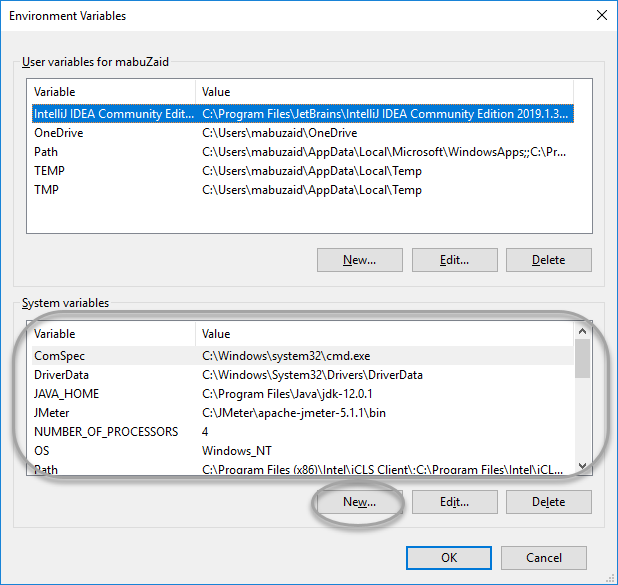 Environment Variables
User variables for mabuZaid
Variable Value
IntelliJ IDEA Community Edit... C:\Program Files\JetBrains\IntelliJ IDEA Community Edition 2019.1.3...
OneDrive C:\Users\mabuzaid\OneDrive
Path C:\Users\mabuzaid\AppData\Local\Microsoft\WindowsApps;;C:\Pr...
TEMP C:\Users\mabuzaid\AppData\Local\Temp
TMP C:\Users\mabuzaid\AppData\Local\Temp
New... Edit... Delete
System variables
Variable Value
ComSpec C:\Windows\system32\cmd.exe
DriverData C:\Windows\System32\Drivers\DriverData
JAVA_HOME C:\Program Files\Java\jdk-12.0.1
JMeter C:\JMeter\apache-jmeter-5.1.1\bin
NUMBER_OF_PROCESSORS 4
OS Windows_NT
Path C:\Program Files (x86)\Intel\iCLS Client\;C:\Program Files\Intel\iCL...
New... Edit... Delete
OK Cancel